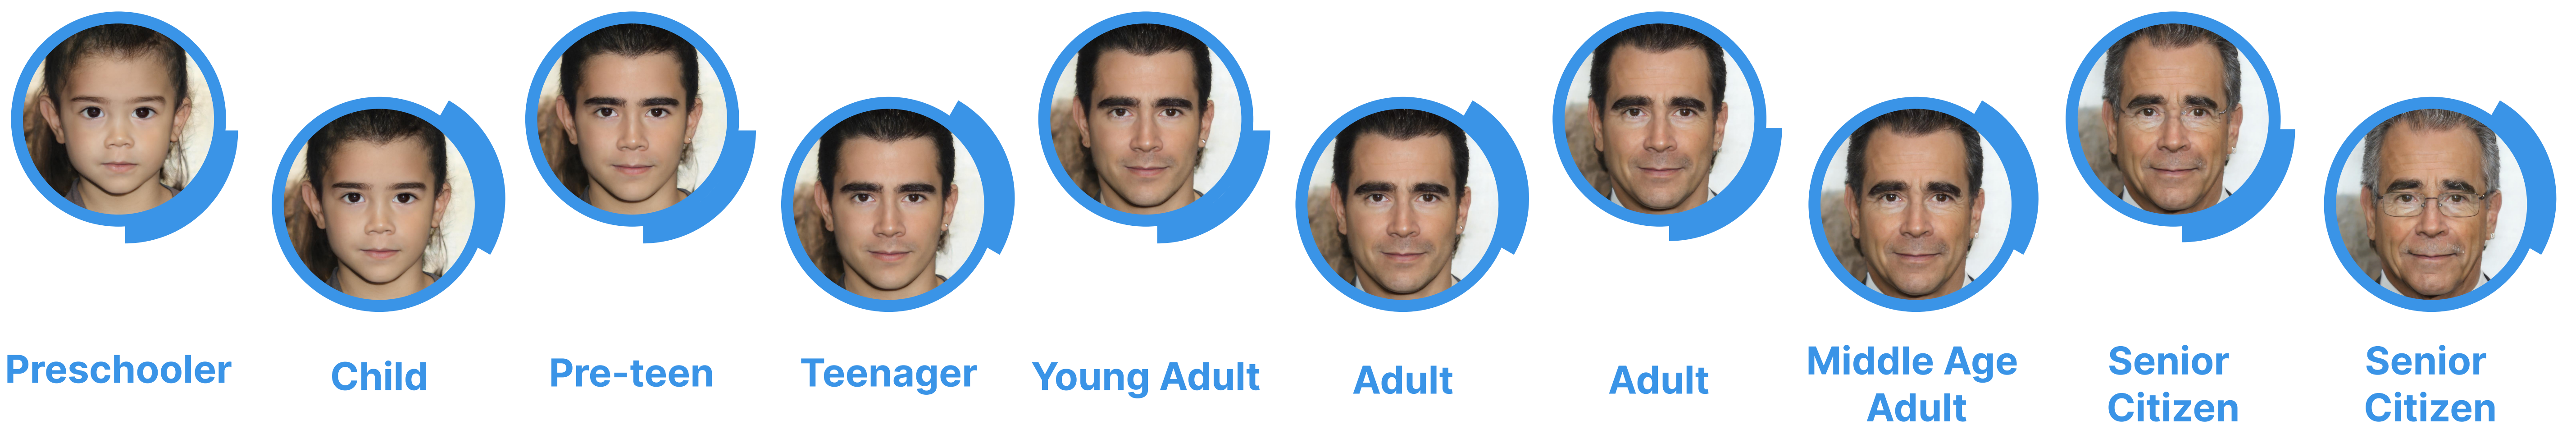 Preschooler
Child
Pre-teen
Teenager
Young Adult
Adult
Adult
Middle Age
Adult
Senior
Citizen
Senior
Citizen